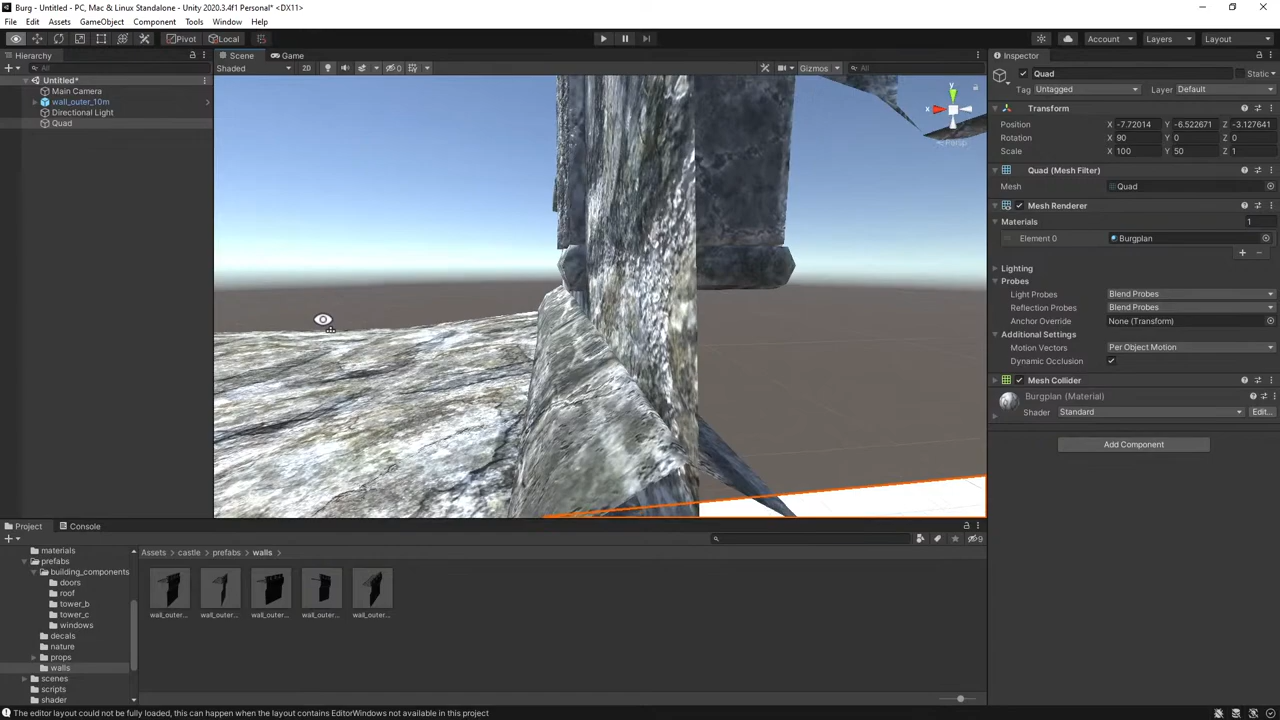 Burg - Untitled - PC, Mac & Linux Standalone - Unity 2020.3.4f1 Personal* <DX11>
File Edit Assets GameObject Component Tools Window Help
Pivot Local Account Layers Layout
Hierarchy Scene Game Inspector
All Shaded 2D 0 Gizmos All
Untitled*
Main Camera
wall_outer_10m
Directional Light
Quad
y
x
Persp
Quad Static
Tag Untagged Layer Default
Transform
Position X -7.72014 Y -6.522671 Z -3.127641
Rotation X 90 Y 0 Z 0
Scale X 100 Y 50 Z 1
Quad (Mesh Filter)
Mesh Quad
Mesh Renderer
Materials 1
Element 0 Burgplan
Lighting
Probes
Light Probes Blend Probes
Reflection Probes Blend Probes
Anchor Override None (Transform)
Additional Settings
Motion Vectors Per Object Motion
Dynamic Occlusion
Mesh Collider
Burgplan (Material)
Shader Standard Edit...
Add Component
Project Console
9
Assets castle prefabs walls
materials
prefabs
building_components
doors
roof
tower_b
tower_c
windows
decals
nature
props
walls
scenes
scripts
shader
wall_outer... wall_outer... wall_outer... wall_outer... wall_outer...
The editor layout could not be fully loaded, this can happen when the layout contains EditorWindows not available in this project